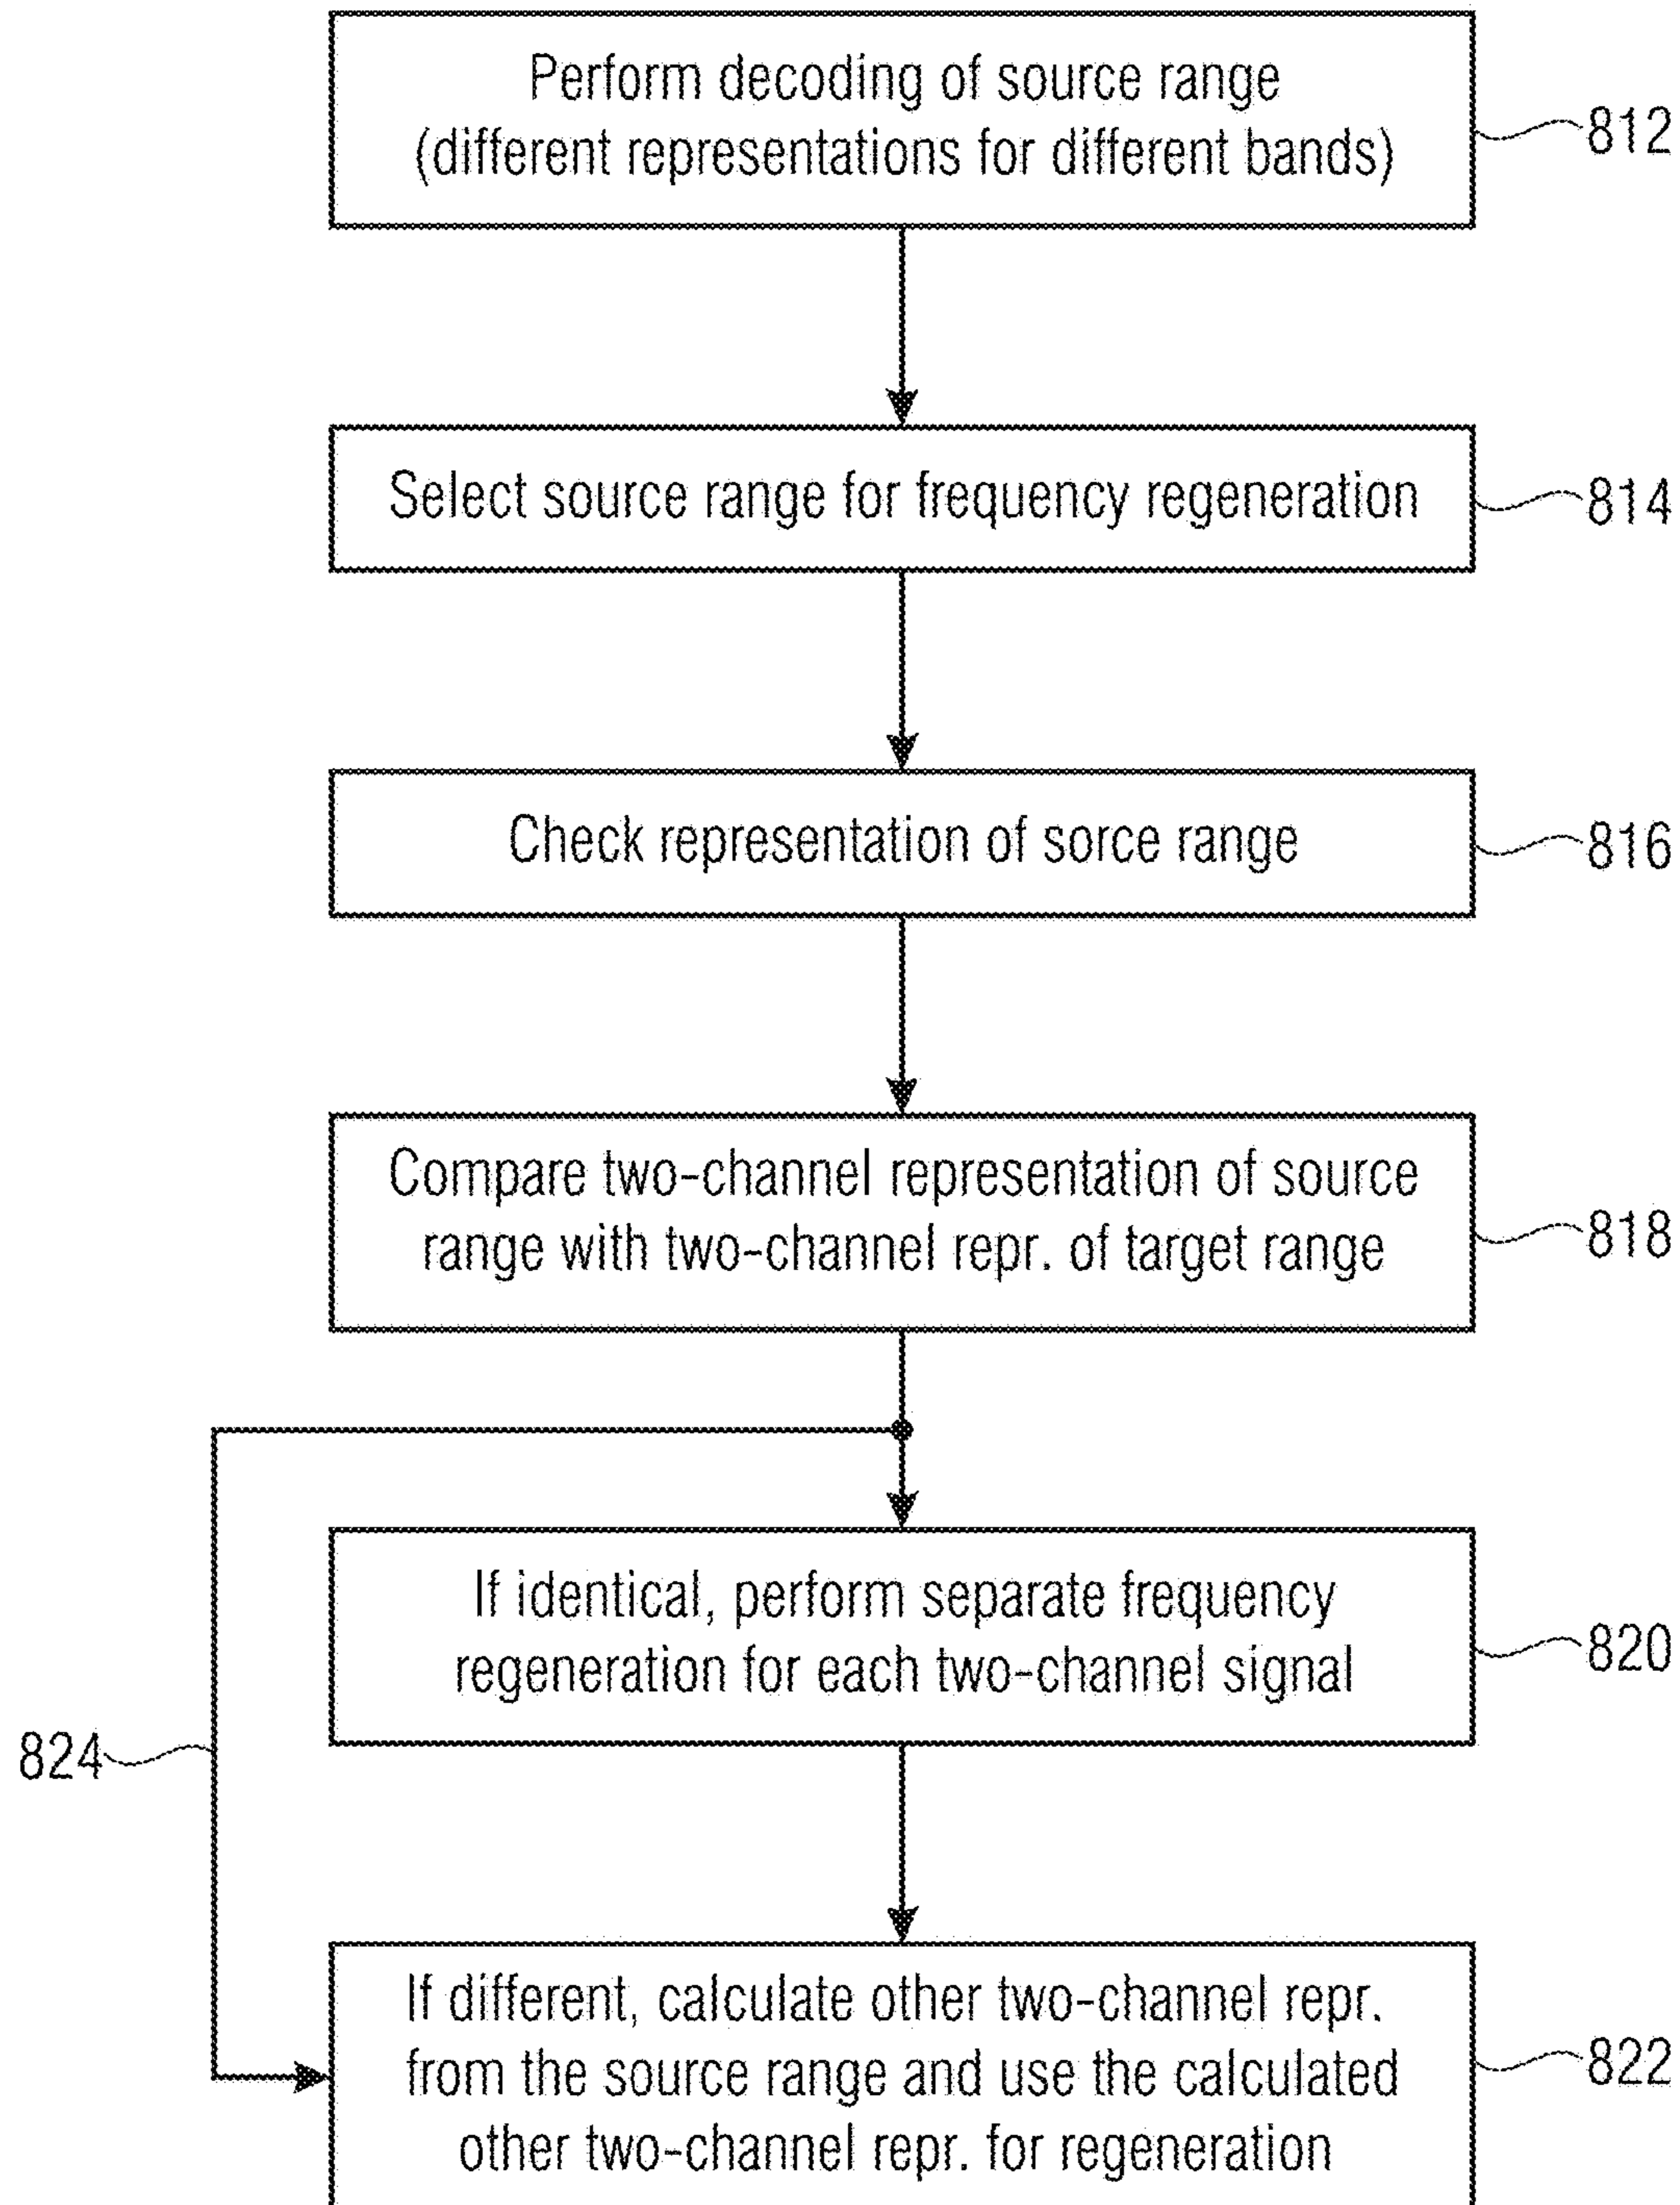 Perform decoding of source range
(different representations for different bands)
812
Select source range for frequency regeneration
814
Check representation of sorce range
816
Compare two-channel representation of source
range with two-channel repr. of target range
818
If identical, perform separate frequency
regeneration for each two-channel signal
820
824
If different, calculate other two-channel repr.
from the source range and use the calculated
other two-channel repr. for regeneration
822